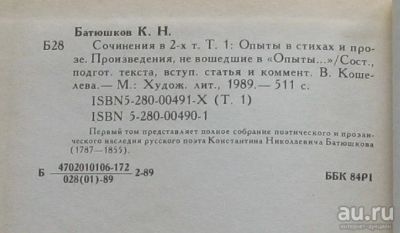 Батюшков К. Н.
Б28 Сочинения в 2-х т. Т. 1: Опыты в стихах и про-
зе. Произведения, не вошедшие в «Опыты...»/Сост.,
подгот. текста, вступ. статья и коммент. В. Коше-
лева.— М.: Худож. лит., 1989.— 511 с.
ISBN5-280-00491-X (Т. 1)
ISBN 5-280-00490-1
Первый том представляет полное собрание поэтического и прозаи-
ческого наследия русского поэта Константина Николаевича Батюшкова
(1787—1855).
Б 4702010106-172 2-89
028(01)-89
ББК 84Р1
au.ru
интернет-аукцион